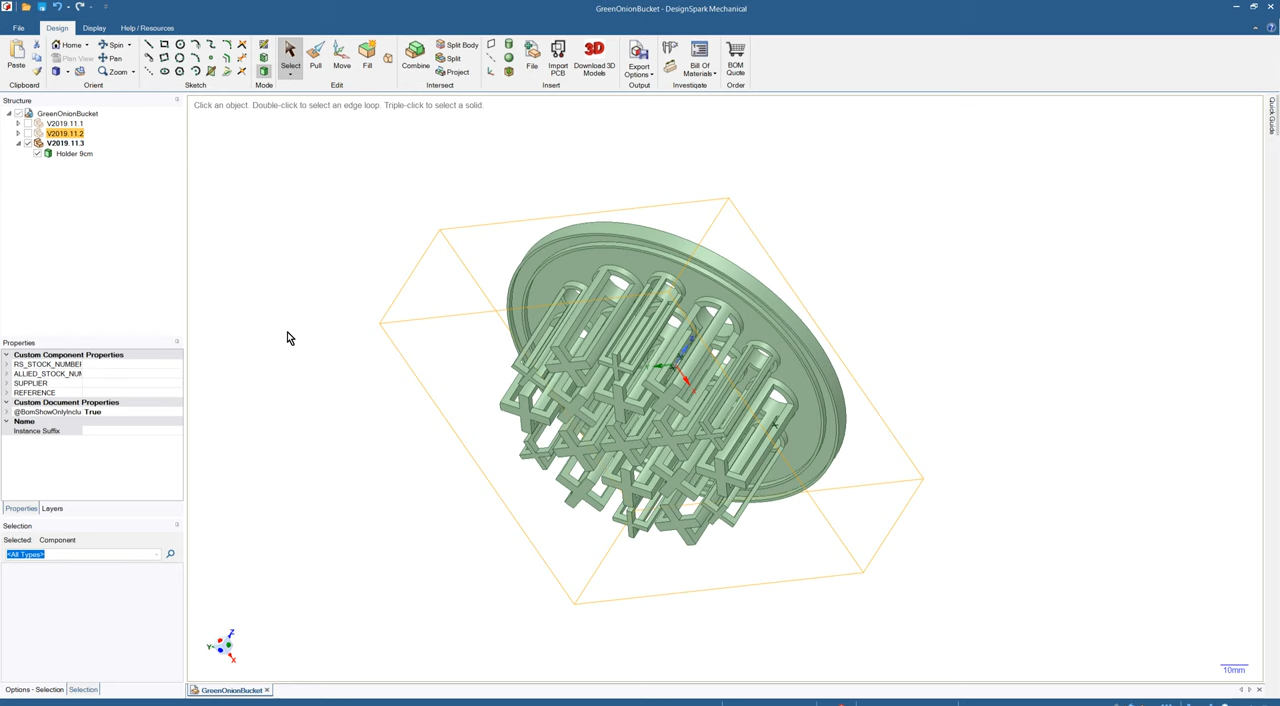 GreenOnionBucket - DesignSpark Mechanical
File Design Display Help / Resources
Paste
Home Spin
Plan View Pan
Zoom
Select Pull Move Fill
Combine
Split Body
Split
Project
File Import PCB Download 3D Models
Export Options
Bill Of Materials
BOM Quote
Clipboard Orient Sketch Mode Edit Intersect Insert Output Investigate Order
Structure
GreenOnionBucket
V2019.11.1
V2019.11.2
V2019.11.3
Holder 9cm
Click an object. Double-click to select an edge loop. Triple-click to select a solid.
Quick Guide
Properties
Custom Component Properties
RS_STOCK_NUMBER
ALLIED_STOCK_NUM
SUPPLIER
REFERENCE
Custom Document Properties
@BomShowOnlyInclu True
Name
Instance Suffix
Properties Layers
Selection
Selected: Component
<All Types>
Z
Y
X
10mm
Options - Selection Selection
GreenOnionBucket